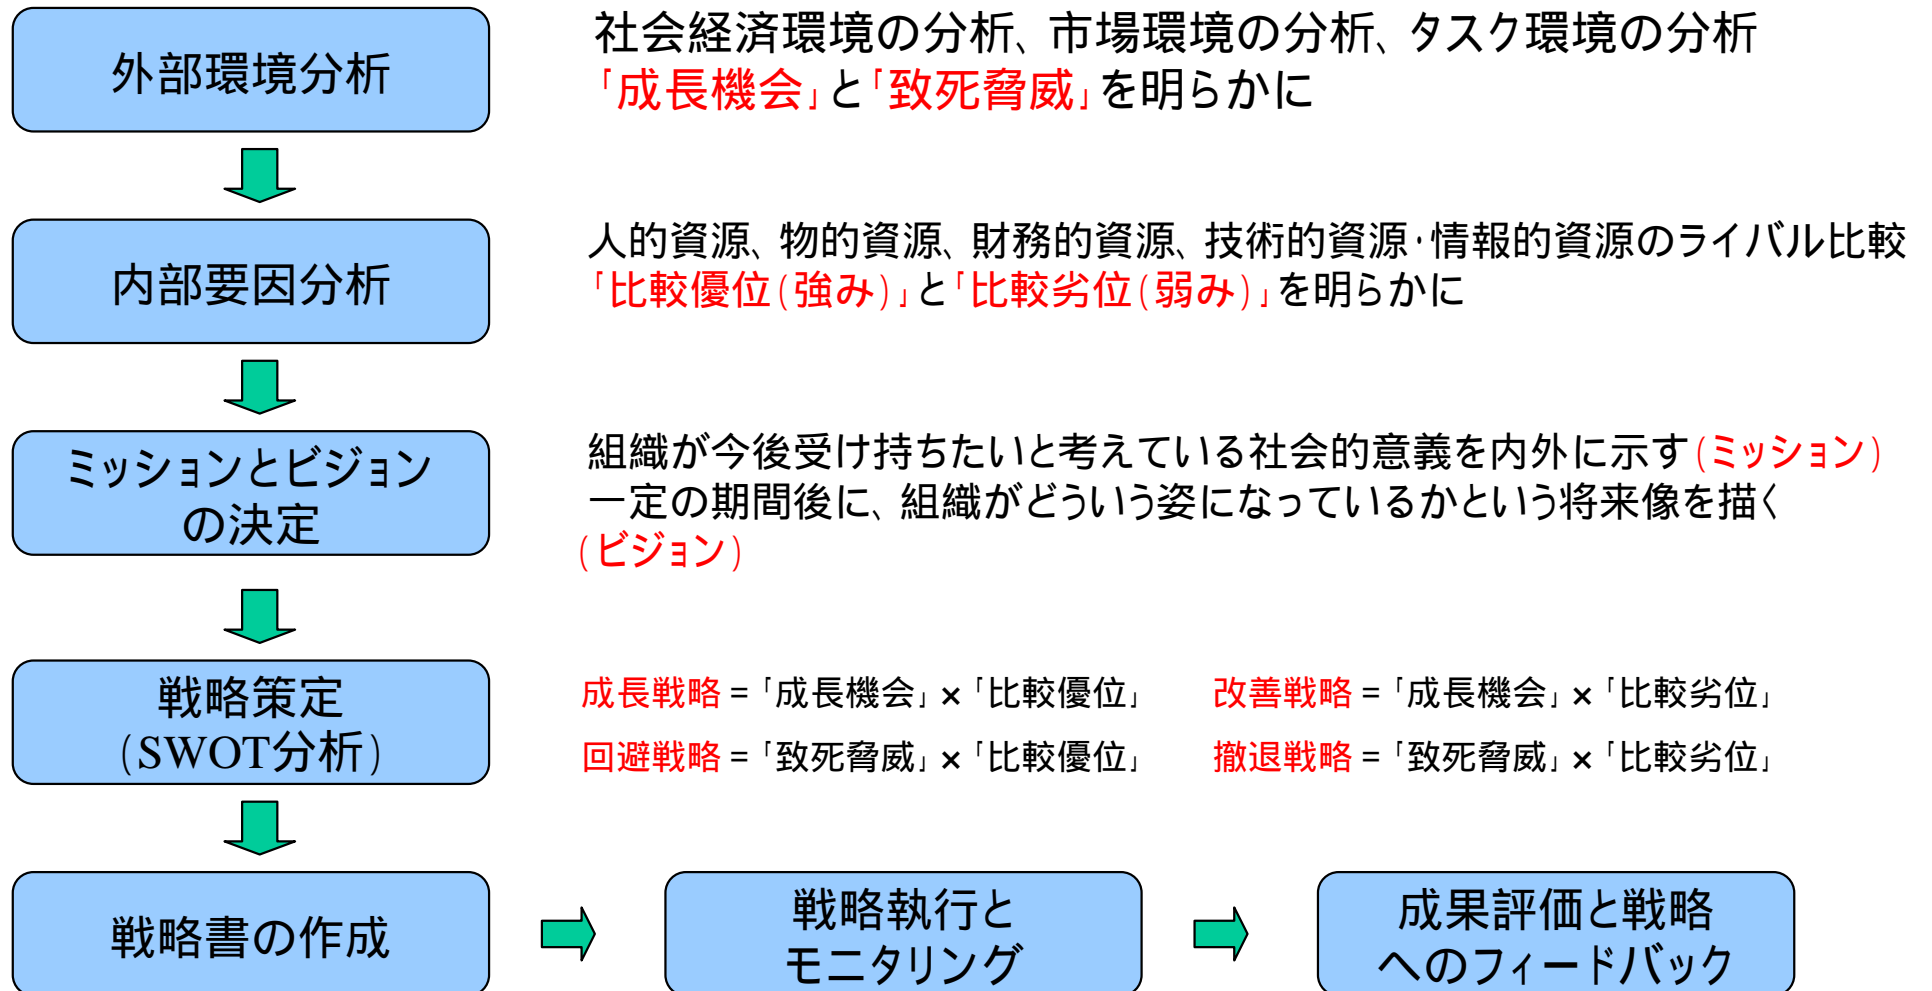 外部環境分析
社会経済環境の分析、市場環境の分析、タスク環境の分析
「成長機会」と「致死脅威」を明らかに
内部要因分析
人的資源、物的資源、財務的資源、技術的資源・情報的資源のライバル比較
「比較優位(強み)」と「比較劣位(弱み)」を明らかに
ミッションとビジョン
の決定
組織が今後受け持ちたいと考えている社会的意義を内外に示す(ミッション)
一定の期間後に、組織がどういう姿になっているかという将来像を描く
(ビジョン)
戦略策定
(SWOT分析)
成長戦略=「成長機会」×「比較優位」 改善戦略=「成長機会」×「比較劣位」
回避戦略=「致死脅威」×「比較優位」 撤退戦略=「致死脅威」×「比較劣位」
戦略書の作成
戦略執行と
モニタリング
成果評価と戦略
へのフィードバック